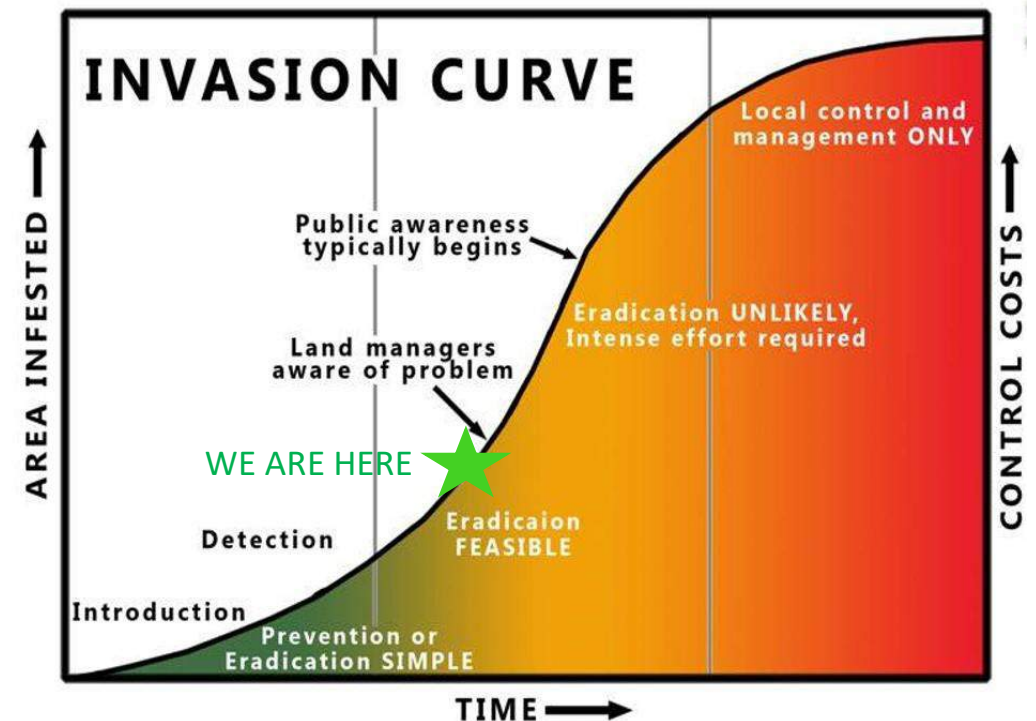 INVASION CURVE
Local control and
management ONLY
Public awareness
typically begins
Eradication UNLIKELY,
Intense effort required
Land managers
aware of problem
WE ARE HERE
Eradicaion
FEASIBLE
Detection
Introduction
Prevention or
Eradication SIMPLE
AREA INFESTED
CONTROL COSTS
TIME